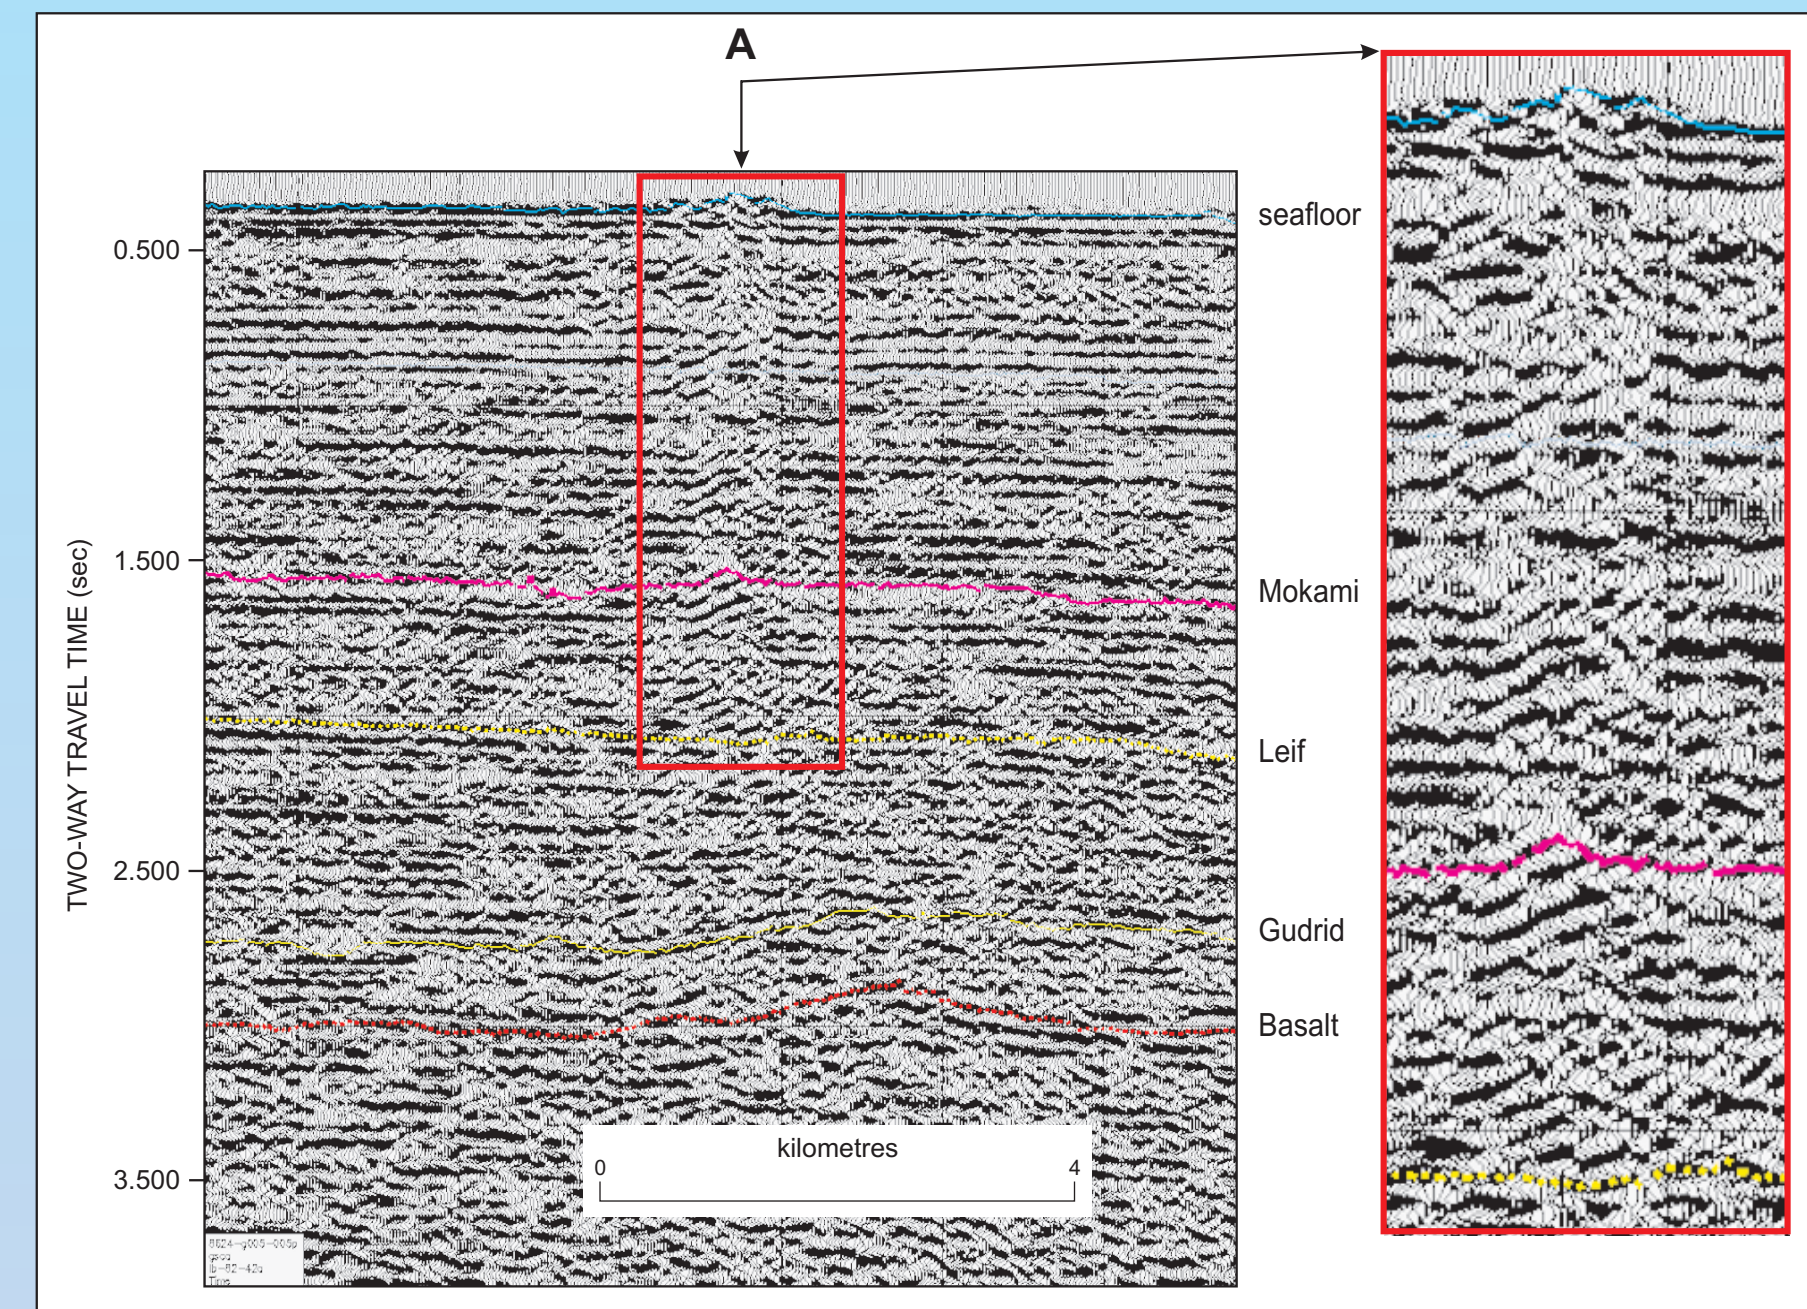 A
seafloor
0.500
1.500
Mokami
TWO-WAY TRAVEL TIME (sec)
Leif
2.500
Gudrid
Basalt
kilometres
0 4
3.500